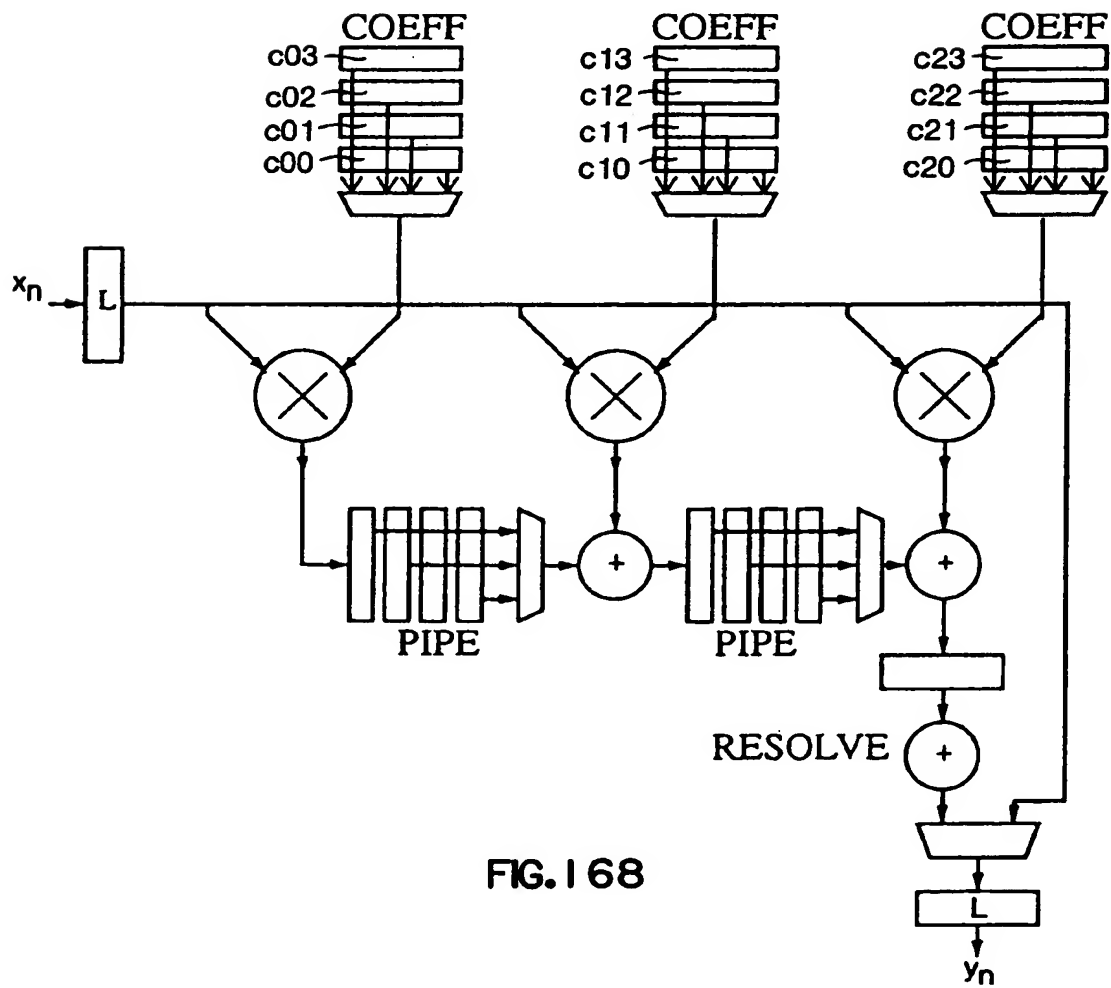 COEFF COEFF COEFF
c03 c13 c23
c02 c12 c22
c01 c11 c21
c00 c10 c20
xn L
+ +
PIPE PIPE
RESOLVE +
FIG.168
L
yn